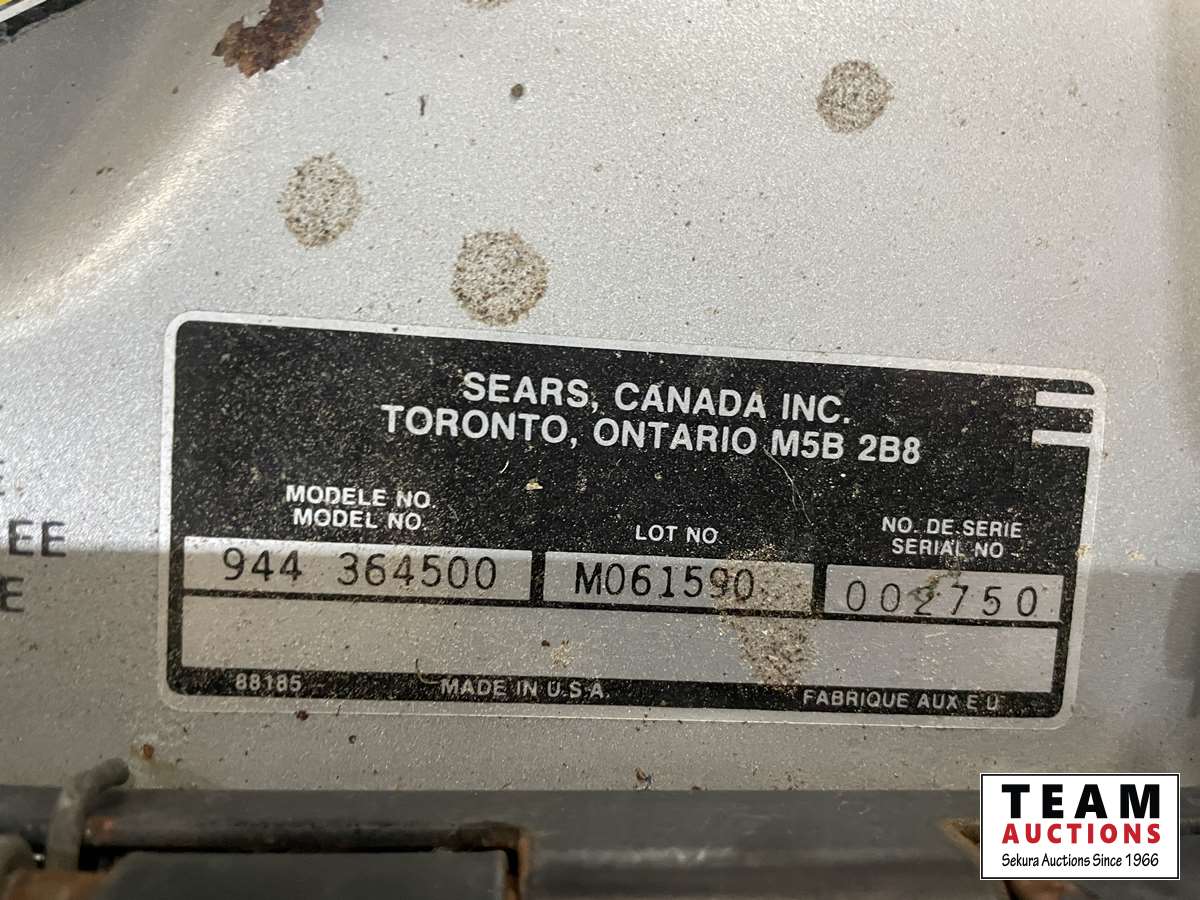 SEARS, CANADA INC.
TORONTO, ONTARIO M5B 2B8
MODELE NO.
MODEL NO.
LOT NO
NO. DE SERIE
SERIAL NO
944 364500
M061590
002750
EE
E
88185
MADE IN U.S.A.
FABRIQUE AUX E U
TEAM
AUCTIONS
Sekura Auctions Since 1966